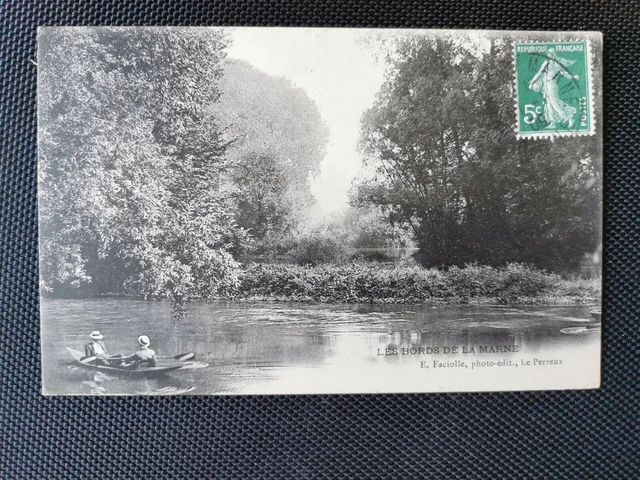 REPUBLIQUE FRANÇAISE
5c
POSTES
LES BORDS DE LA MARNE
E. Faciolle, photo-edit., Le Perreux